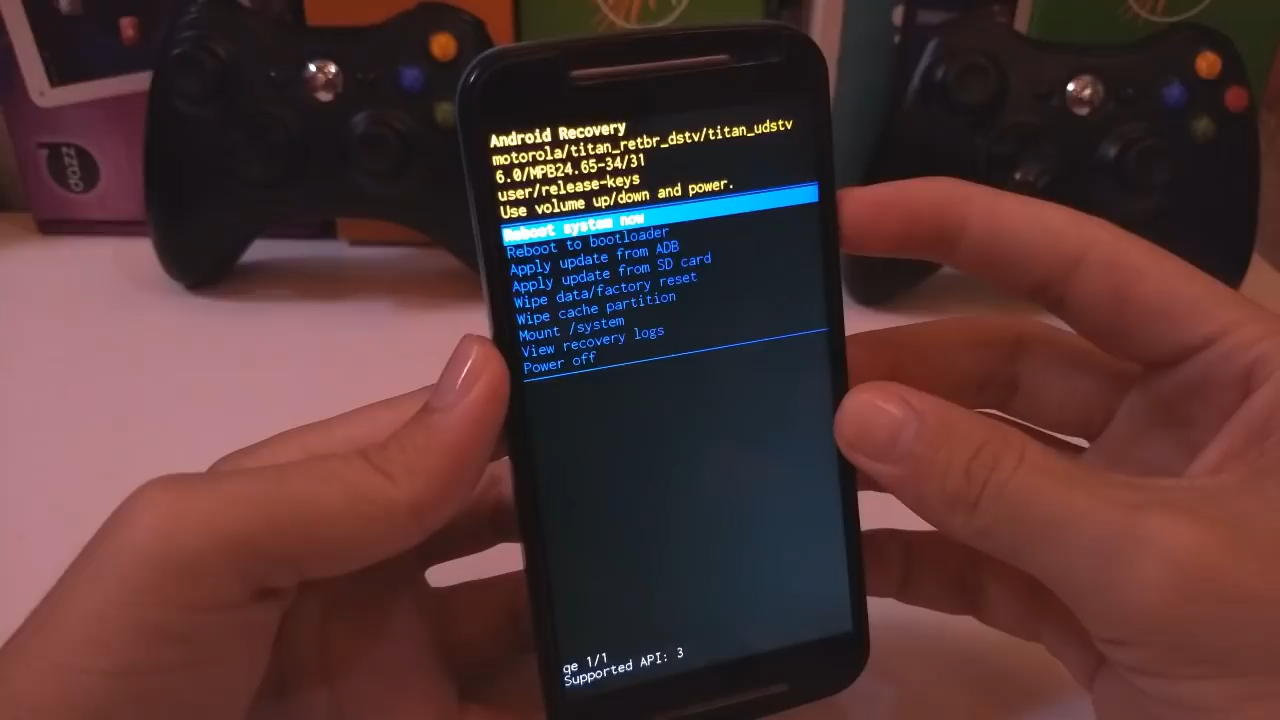 dazz
Android Recovery
motorola/titan_retbr_dstv/titan_udstv
6.0/MPB24.65-34/31
user/release-keys
Use volume up/down and power.
Reboot system now
Reboot to bootloader
Apply update from ADB
Apply update from SD card
Wipe data/factory reset
Wipe cache partition
Mount /system
View recovery logs
Power off
qe 1/1
Supported API: 3